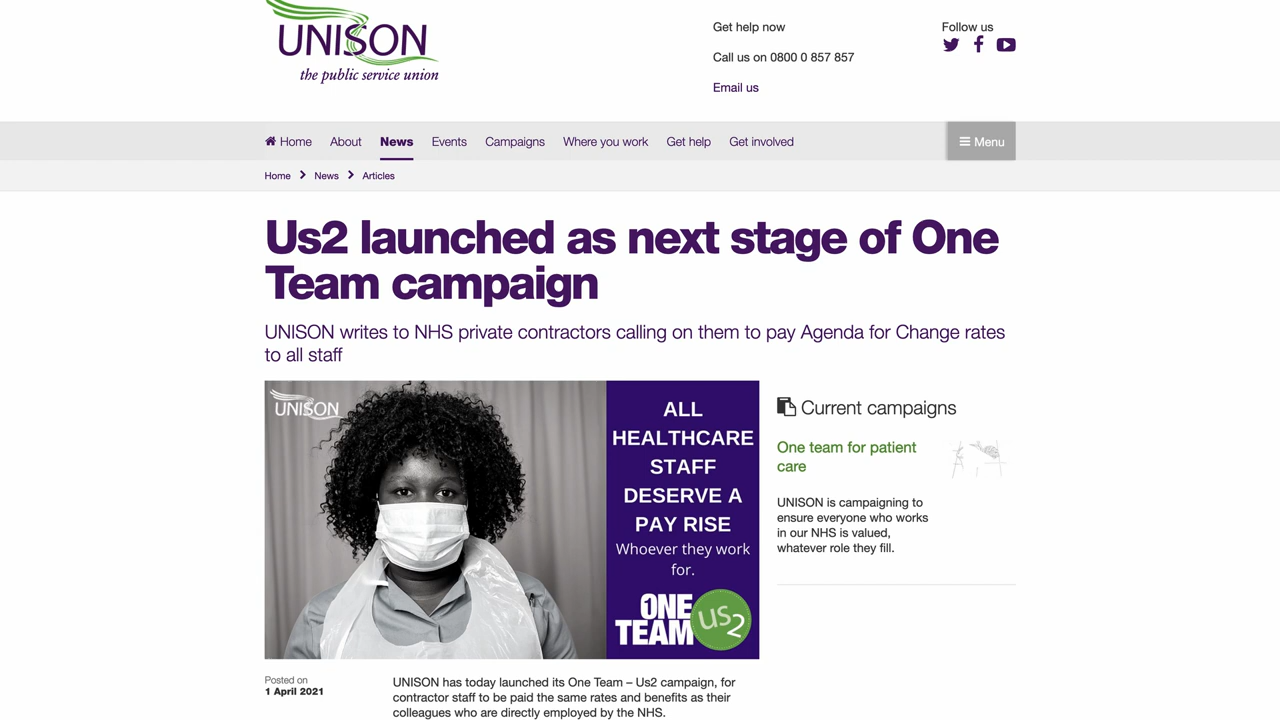 UNISON
the public service union
Get help now
Call us on 0800 0 857 857
Email us
Follow us
Home About News Events Campaigns Where you work Get help Get involved
Menu
Home News Articles
Us2 launched as next stage of One
Team campaign
UNISON writes to NHS private contractors calling on them to pay Agenda for Change rates
to all staff
UNISON
ALL
HEALTHCARE
STAFF
DESERVE A
PAY RISE
Whoever they work
for.
ONE
TEAM
us2
Current campaigns
One team for patient
care
UNISON is campaigning to
ensure everyone who works
in our NHS is valued,
whatever role they fill.
Posted on
1 April 2021
UNISON has today launched its One Team – Us2 campaign, for
contractor staff to be paid the same rates and benefits as their
colleagues who are directly employed by the NHS.